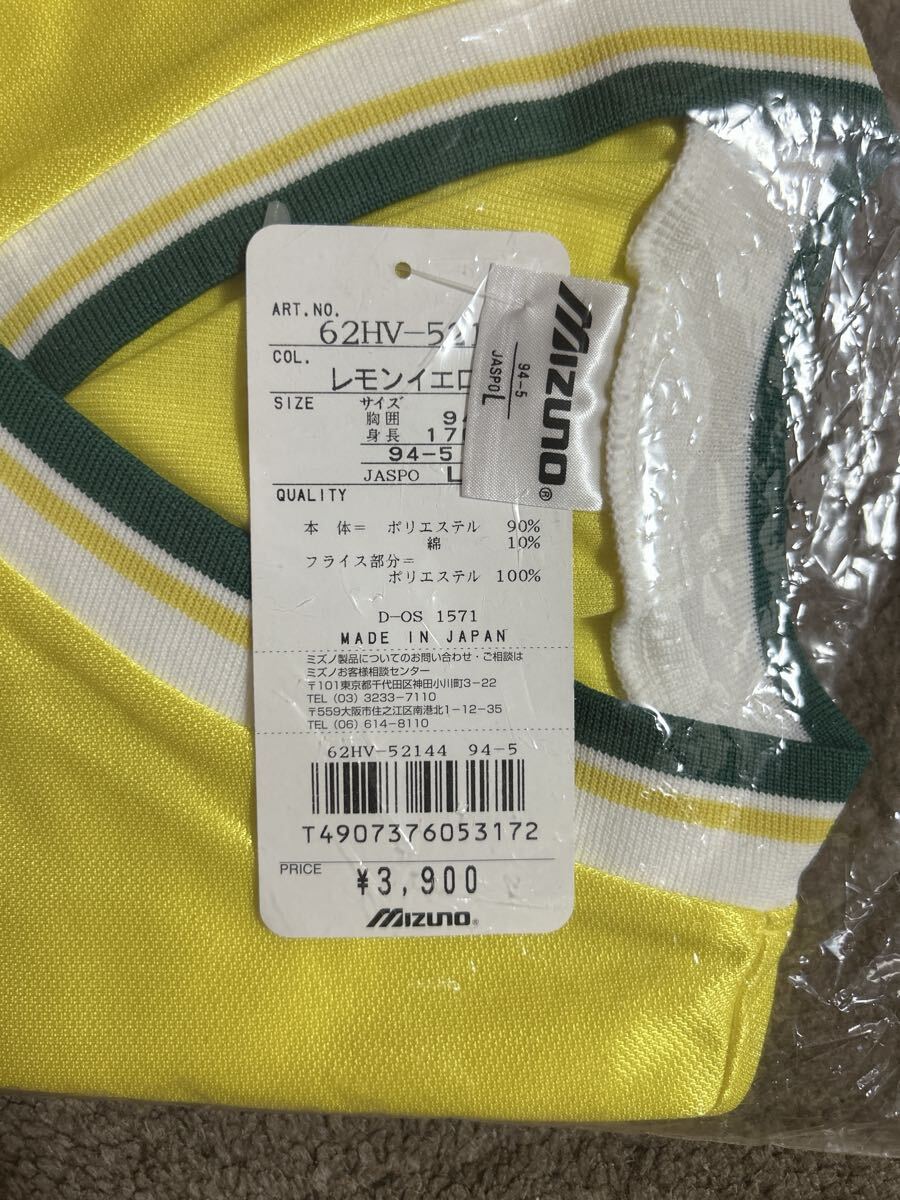 ART.NO.
62HV-521
COL.
レモンイエロ
SIZE サイズ
胸囲 9
身長 17
94-5
JASPO L
QUALITY
本 体＝ ポリエステル 90%
綿 10%
フライス部分＝
ポリエステル 100%
D-OS 1571
MADE IN JAPAN
ミズノ製品についてのお問い合わせ・ご相談は
ミズノお客様相談センター
〒101東京都千代田区神田小川町3-22
TEL (03) 3233-7110
〒559大阪市住之江区南港北1-12-35
TEL (06) 614-8110
62HV-52144 94-5
T4907376053172
PRICE
¥3,900
MIZUNO®
MIZUNO®
94-5
JASPO L